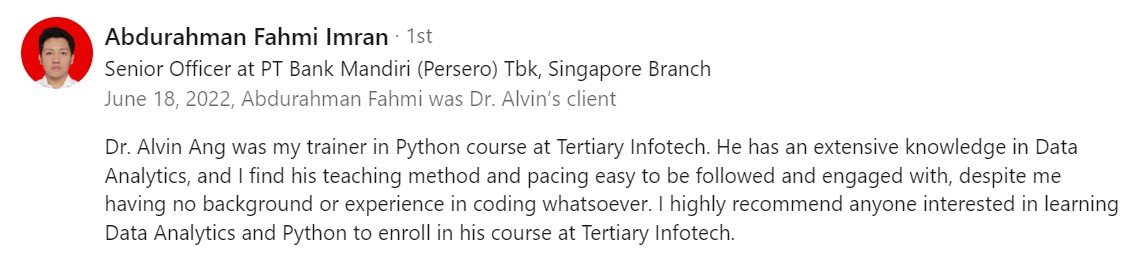 Abdurahman Fahmi Imran · 1st
Senior Officer at PT Bank Mandiri (Persero) Tbk, Singapore Branch
June 18, 2022, Abdurahman Fahmi was Dr. Alvin’s client
Dr. Alvin Ang was my trainer in Python course at Tertiary Infotech. He has an extensive knowledge in Data
Analytics, and I find his teaching method and pacing easy to be followed and engaged with, despite me
having no background or experience in coding whatsoever. I highly recommend anyone interested in learning
Data Analytics and Python to enroll in his course at Tertiary Infotech.